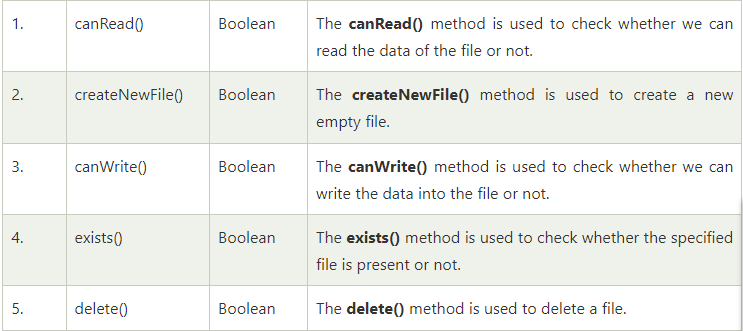 1. canRead() Boolean The canRead() method is used to check whether we can
read the data of the file or not.
2. createNewFile() Boolean The createNewFile() method is used to create a new
empty file.
3. canWrite() Boolean The canWrite() method is used to check whether we can
write the data into the file or not.
4. exists() Boolean The exists() method is used to check whether the specified
file is present or not.
5. delete() Boolean The delete() method is used to delete a file.